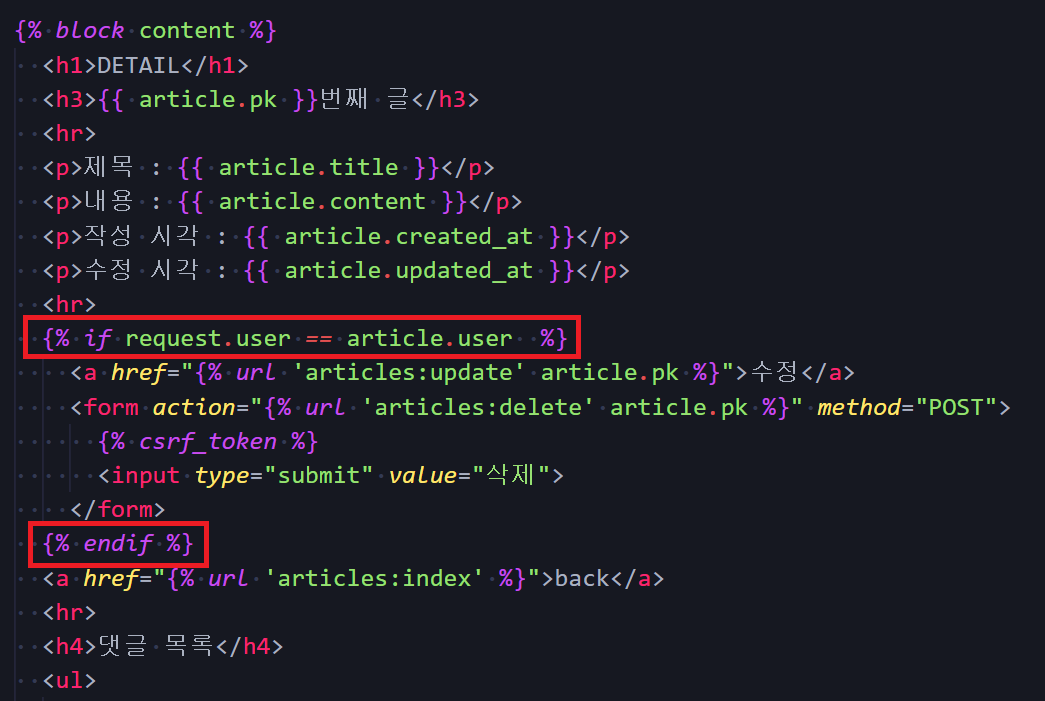 {% block content %}
<h1>DETAIL</h1>
<h3>{{ article.pk }}번째 글</h3>
<hr>
<p>제목 : {{ article.title }}</p>
<p>내용 : {{ article.content }}</p>
<p>작성 시각 : {{ article.created_at }}</p>
<p>수정 시각 : {{ article.updated_at }}</p>
<hr>
{% if request.user == article.user  %}
<a href="{% url 'articles:update' article.pk %}">수정</a>
<form action="{% url 'articles:delete' article.pk %}" method="POST">
{% csrf_token %}
<input type="submit" value="삭제">
</form>
{% endif %}
<a href="{% url 'articles:index' %}">back</a>
<hr>
<h4>댓글 목록</h4>
<ul>